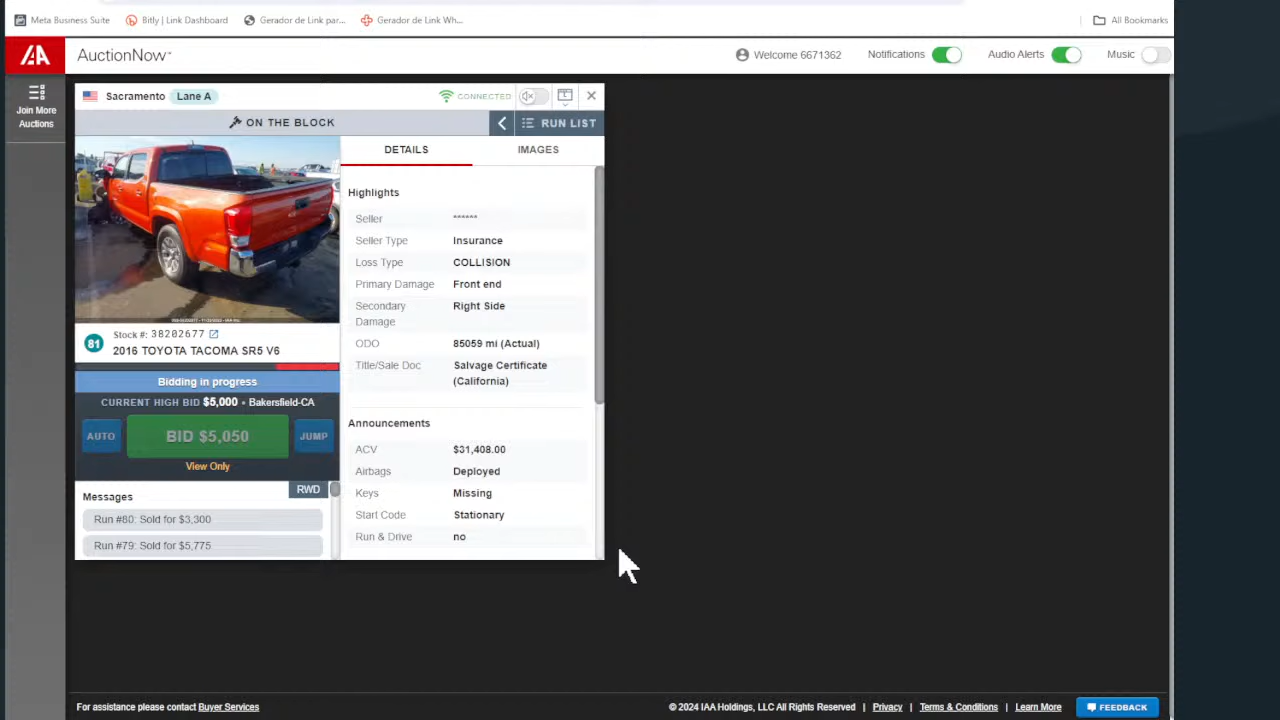 Meta Business Suite
Bitly | Link Dashboard
Gerador de Link par...
Gerador de Link Wh...
All Bookmarks
IAA
AuctionNow™
Welcome 6671362
Notifications
Audio Alerts
Music
Join More
Auctions
Sacramento
Lane A
CONNECTED
ON THE BLOCK
RUN LIST
DETAILS
IMAGES
Highlights
Seller ******
Seller Type Insurance
Loss Type COLLISION
Primary Damage Front end
Secondary Damage Right Side
ODO 85059 mi (Actual)
Title/Sale Doc Salvage Certificate
(California)
Announcements
ACV $31,408.00
Airbags Deployed
Keys Missing
Start Code Stationary
Run & Drive no
81
Stock #: 38202677
2016 TOYOTA TACOMA SR5 V6
Bidding in progress
CURRENT HIGH BID $5,000 • Bakersfield-CA
AUTO
BID $5,050
JUMP
View Only
RWD
Messages
Run #80: Sold for $3,300
Run #79: Sold for $5,775
For assistance please contact Buyer Services
© 2024 IAA Holdings, LLC All Rights Reserved | Privacy | Terms & Conditions | Learn More
FEEDBACK